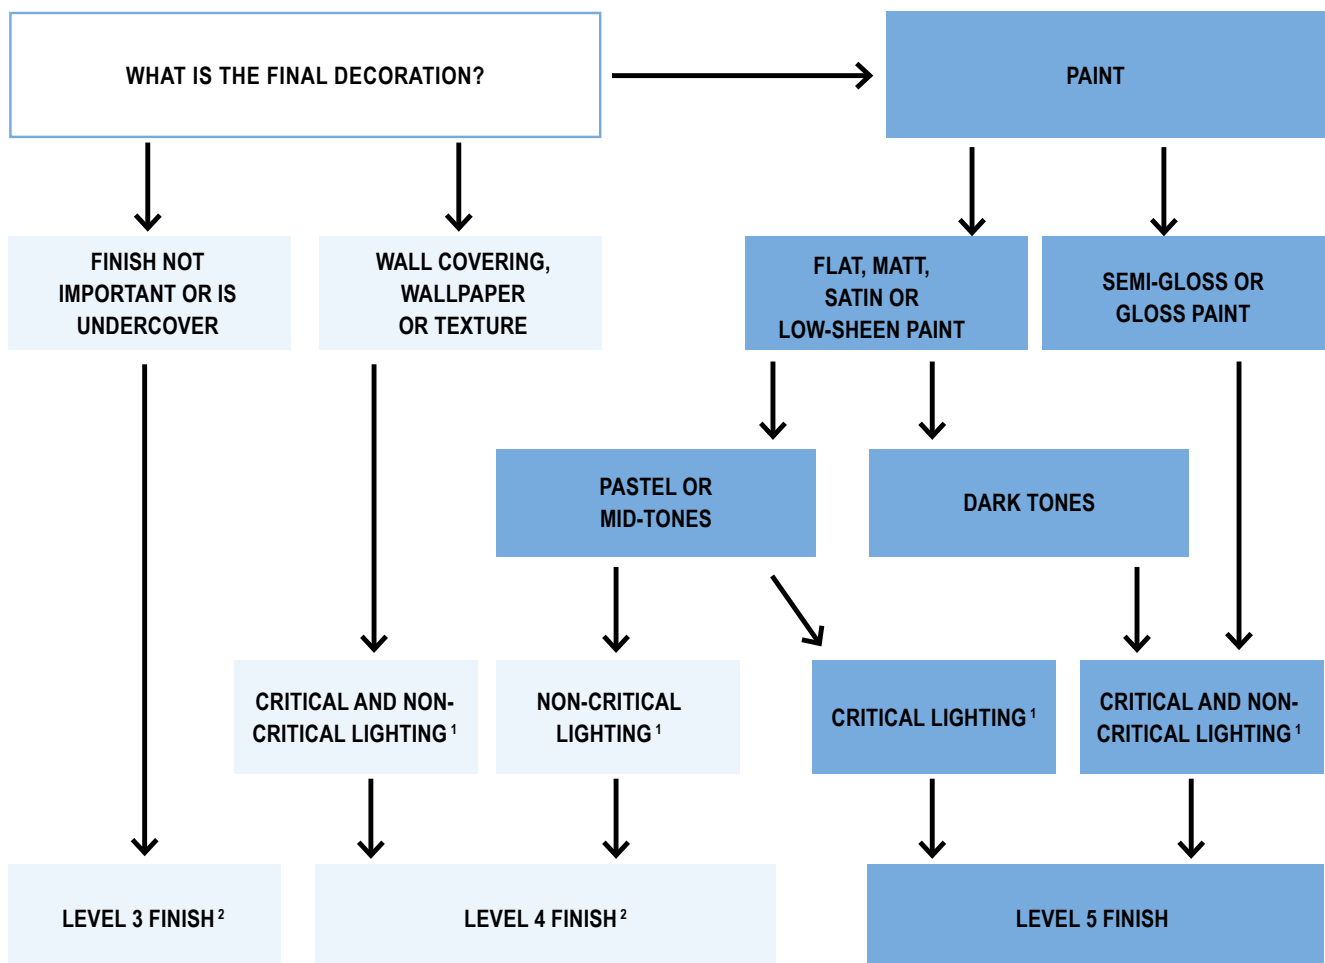 WHAT IS THE FINAL DECORATION?
PAINT
FINISH NOT
IMPORTANT OR IS
UNDERCOVER
WALL COVERING,
WALLPAPER
OR TEXTURE
FLAT, MATT,
SATIN OR
LOW-SHEEN PAINT
SEMI-GLOSS OR
GLOSS PAINT
PASTEL OR
MID-TONES
DARK TONES
CRITICAL AND NON-
CRITICAL LIGHTING ¹
NON-CRITICAL
LIGHTING ¹
CRITICAL LIGHTING ¹
CRITICAL AND NON-
CRITICAL LIGHTING ¹
LEVEL 3 FINISH ²
LEVEL 4 FINISH ²
LEVEL 5 FINISH